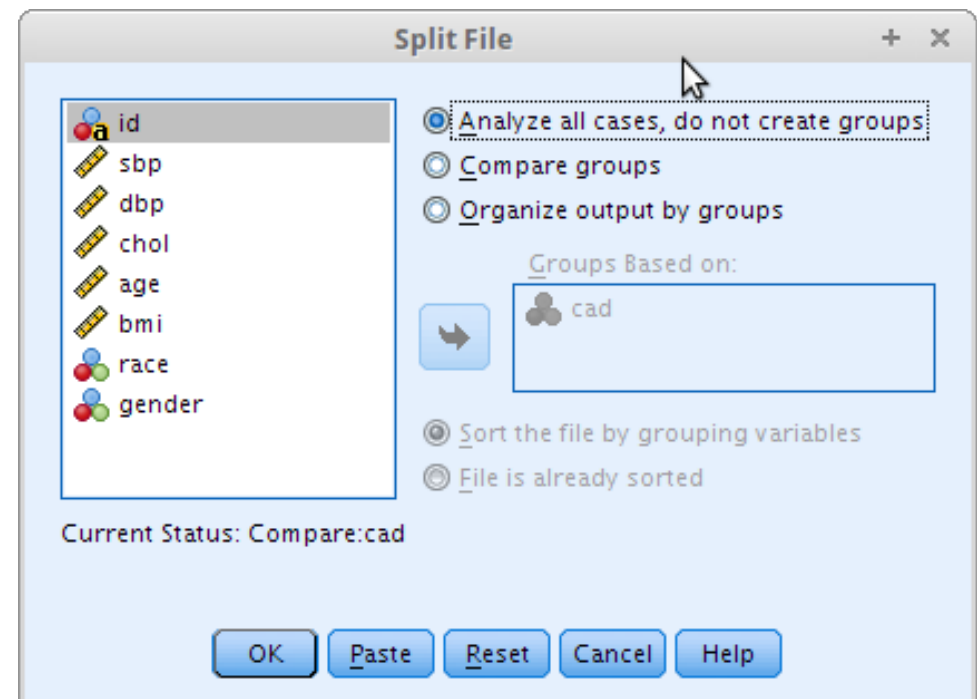 Split File
id
sbp
dbp
chol
age
bmi
race
gender
Analyze all cases, do not create groups
Compare groups
Organize output by groups
Groups Based on:
cad
Sort the file by grouping variables
File is already sorted
Current Status: Compare:cad
OK Paste Reset Cancel Help